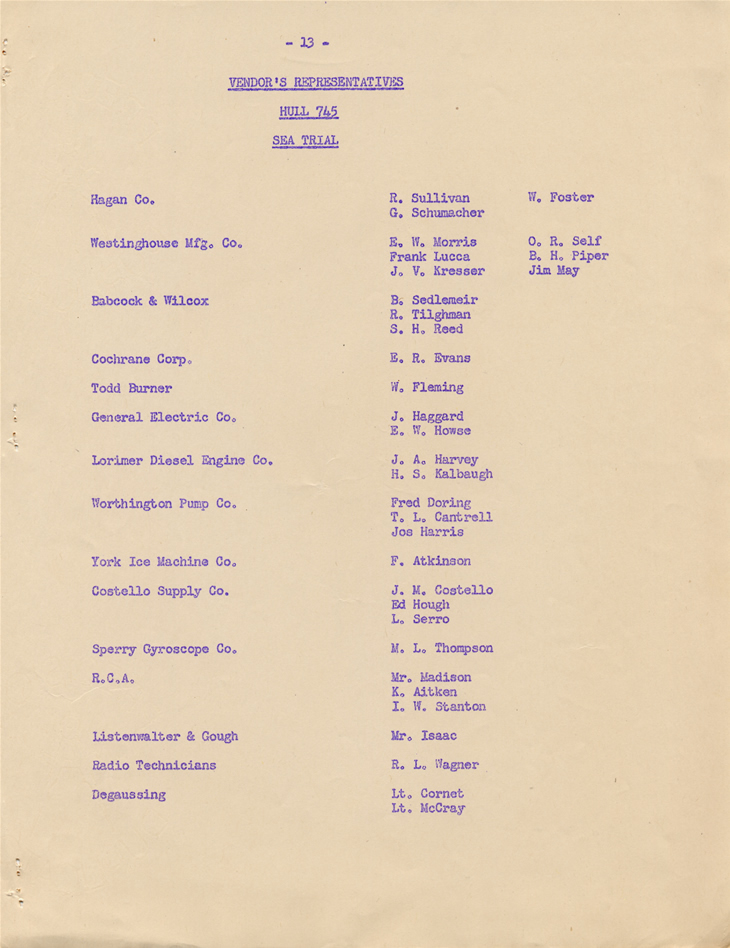 - 13 -
VENDOR'S REPRESENTATIVES
HULL 745
SEA TRIAL
Hagan Co. R. Sullivan W. Foster
G. Schumacher
Westinghouse Mfg. Co. E. W. Morris O. R. Self
Frank Lucca B. H. Piper
J. V. Kresser Jim May
Babcock & Wilcox B. Sedlemeir
R. Tilghman
S. H. Reed
Cochrane Corp. E. R. Evans
Todd Burner W. Fleming
General Electric Co. J. Haggard
E. W. Howse
Lorimer Diesel Engine Co. J. A. Harvey
H. S. Kalbaugh
Worthington Pump Co. Fred Doring
T. L. Cantrell
Jos Harris
York Ice Machine Co. F. Atkinson
Costello Supply Co. J. M. Costello
Ed Hough
L. Serro
Sperry Gyroscope Co. M. L. Thompson
R.C.A. Mr. Madison
K. Aitken
I. W. Stanton
Listenwalter & Gough Mr. Isaac
Radio Technicians R. L. Wagner
Degaussing Lt. Cornet
Lt. McCray